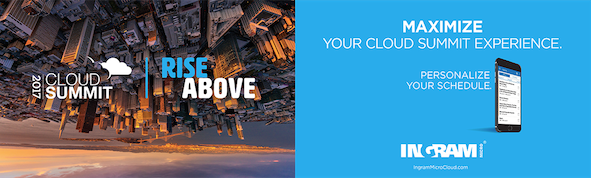 2017
CLOUD
SUMMIT
RISE
ABOVE
MAXIMIZE
YOUR CLOUD SUMMIT EXPERIENCE.
PERSONALIZE
YOUR SCHEDULE.
INGRAM
MICRO
IngramMicroCloud.com